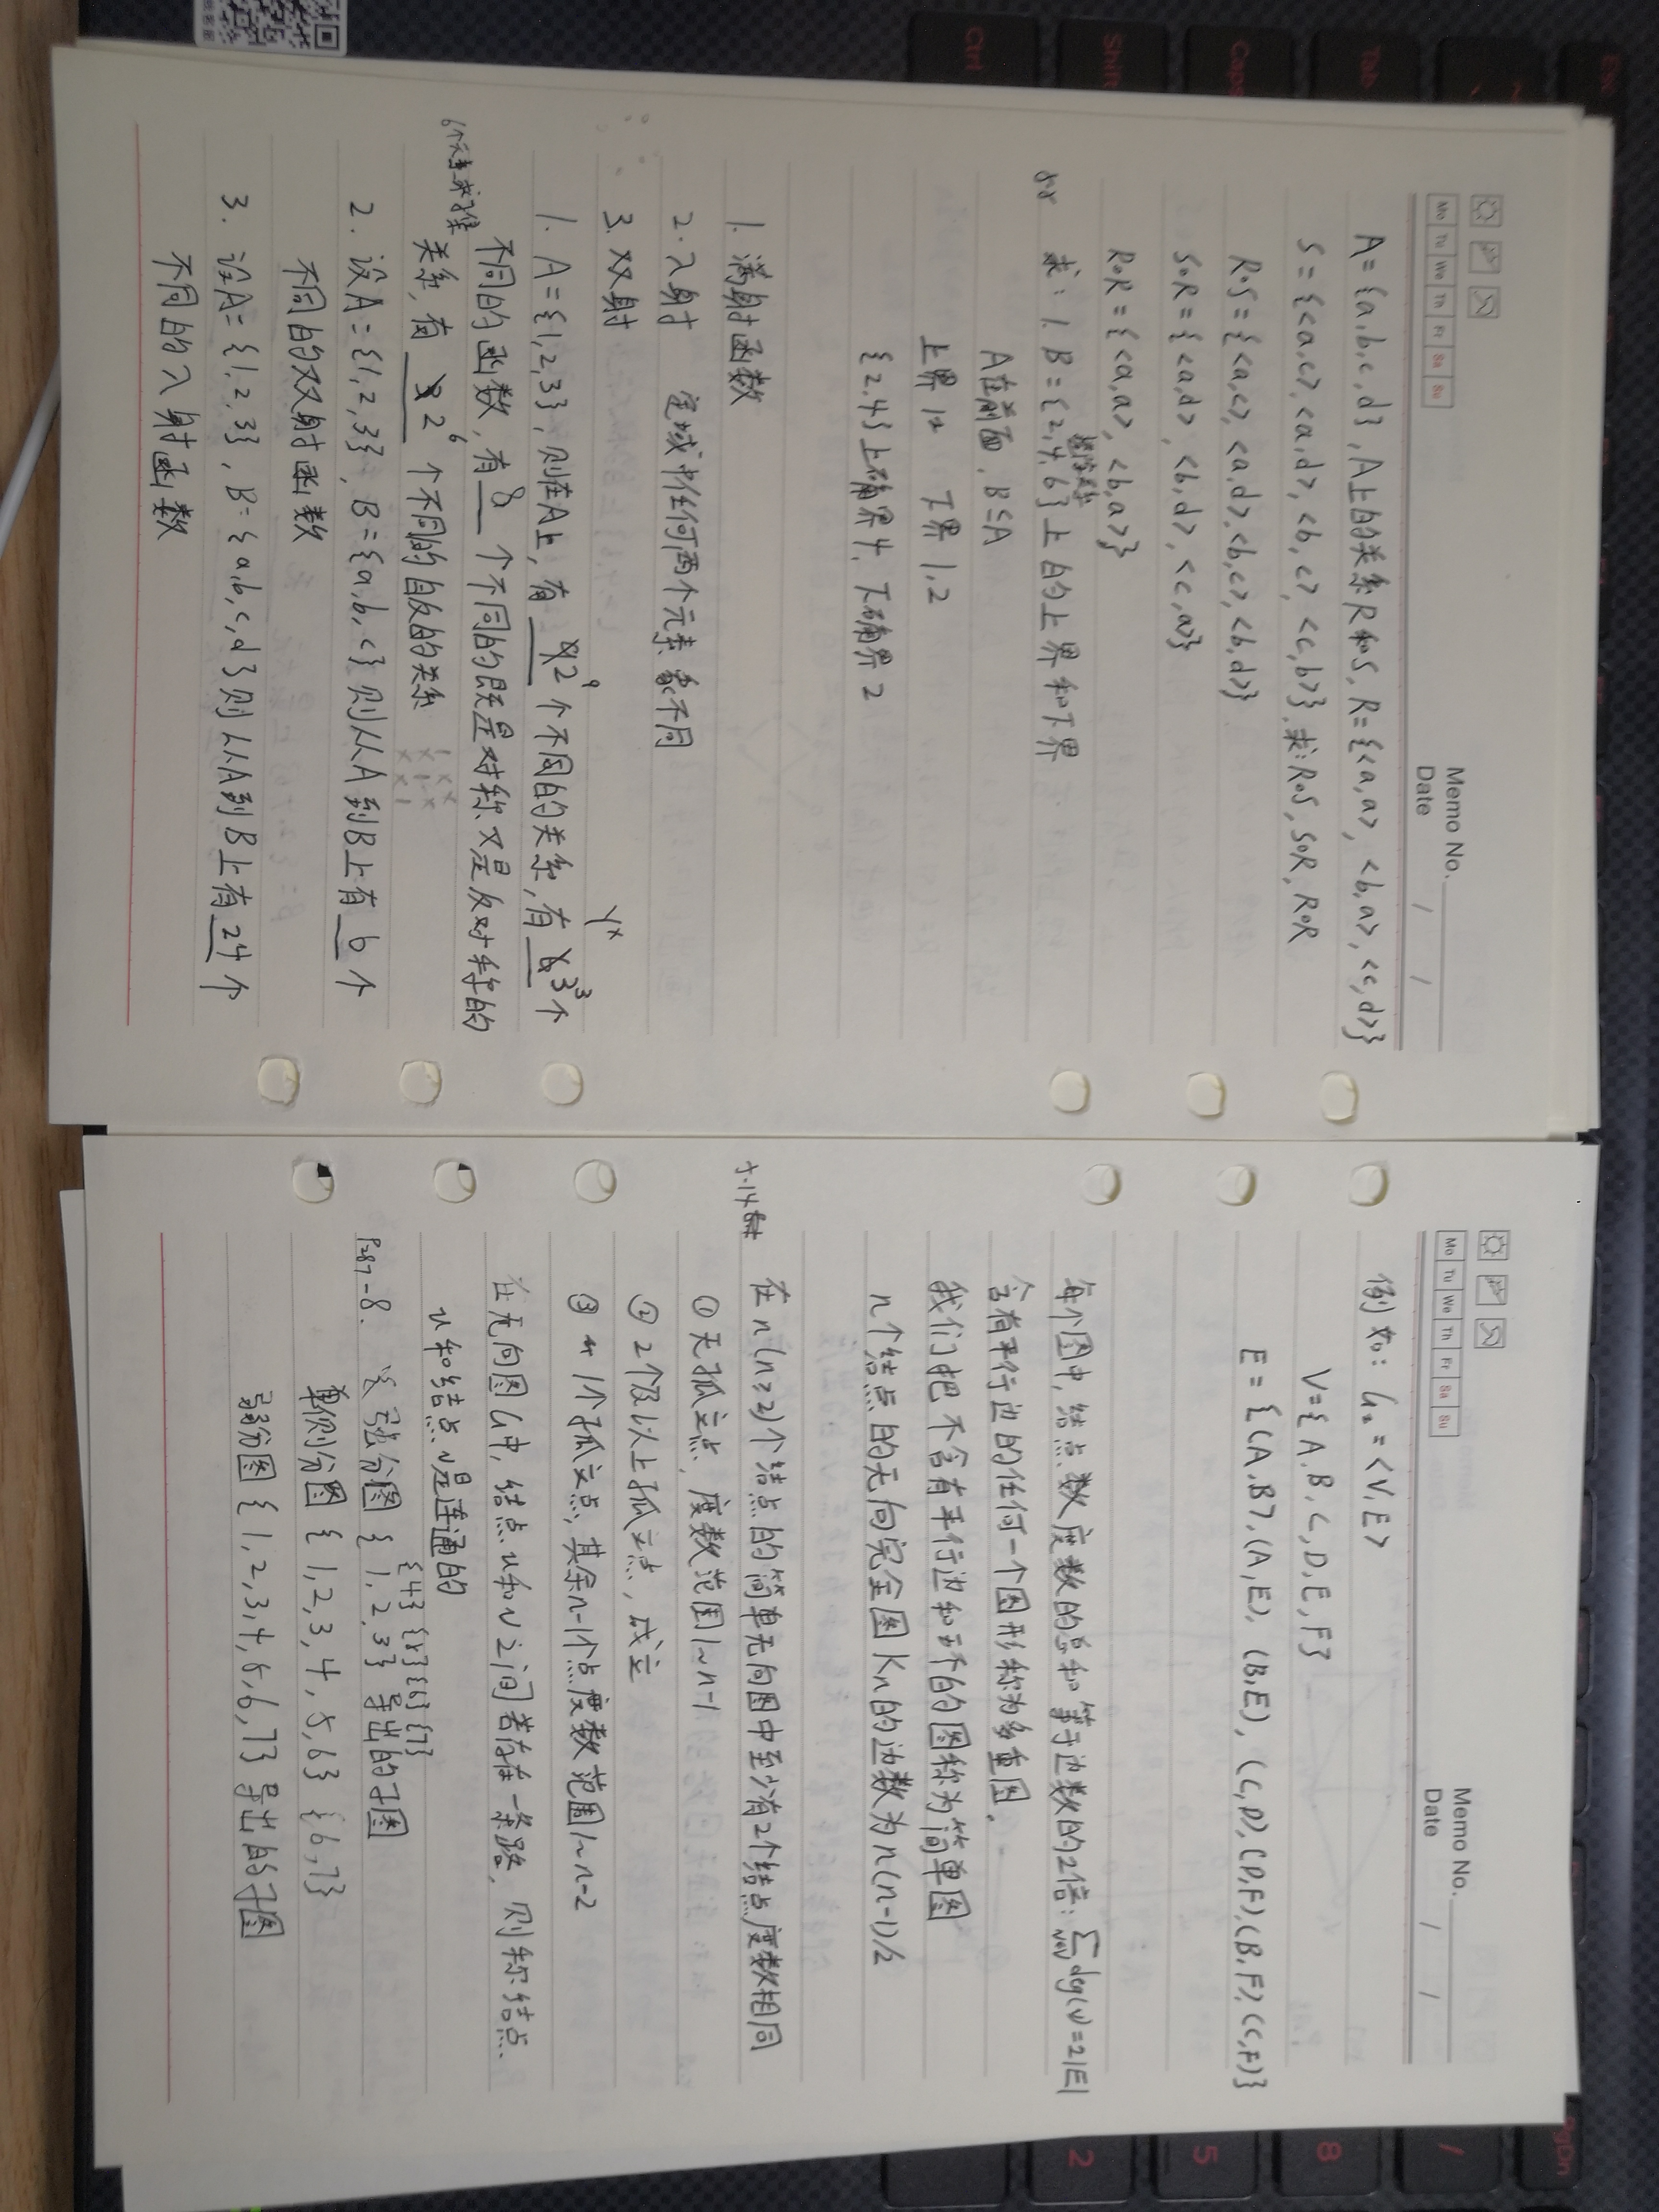 Mo Tu We Th Fr Sa Su
Memo No.
Date / /
A={a,b,c,d},A上的关系R和S,R={<a,a>,<b,a>,<c,d>}
S={<a,c>,<a,d>,<b,c>,<c,b>},求:R∘S,S∘R,R∘R
R∘S={<a,c>,<a,d>,<b,c>,<b,d>}
S∘R={<a,d>,<b,d>,<c,a>}
R∘R={<a,a>,<b,a>}
整除关系
求:1.B={2,4,6}上的上界和下界
A在前面,B≤A
上界12 下界1,2
{2,4}上确界4,下确界2
1.满射函数
2.入射 定域中任何两个元素象不同
3.双射
Yˣ
1.A={1,2,3},则在A上,有2⁹个不同的关系,有3³个
不同的函数,有8个不同的既是对称又是反对称的
6个元素求子集
关系,有2⁶个不同的自反的关系
1 x x
x 1 x
x x 1
2.设A={1,2,3},B={a,b,c}则从A到B上有6个
不同的双射函数
3.设A={1,2,3},B={a,b,c,d}则从A到B上有24个
不同的入射函数
Mo Tu We Th Fr Sa Su
Memo No.
Date / /
例如:G₂=<V,E>
V={A,B,C,D,E,F}
E={(A,B),(A,E),(B,E),(C,D),(D,F),(B,F),(C,F)}
每个图中,结点数度数的总和等于边数的2倍:∑deg(v)=2|E|
v∈V
含有平行边的任何一个图形称为多重图.
我们把不含有平行边和环的图称为简单图
n个结点的无向完全图Kn的边数为n(n-1)/2
5.14
在n(n≥2)个结点的简单无向图中至少有2个结点度数相同
①无孤立点,度数范围1~n-1
②2个及以上孤立点,成立
③1个孤立点,其余n-1个点度数范围1~n-2
在无向图G中,结点u和v之间若存在一条路,则称结点
u和结点v是连通的
{4} {5} {6} {7}
P287-8. 强分图{1,2,3}导出的子图
单侧分图{1,2,3,4,5,6} {6,7}
弱分图{1,2,3,4,5,6,7}导出的子图
Esc
Tab
Caps
Shift
Ctrl
PgDn
/
8
5
2